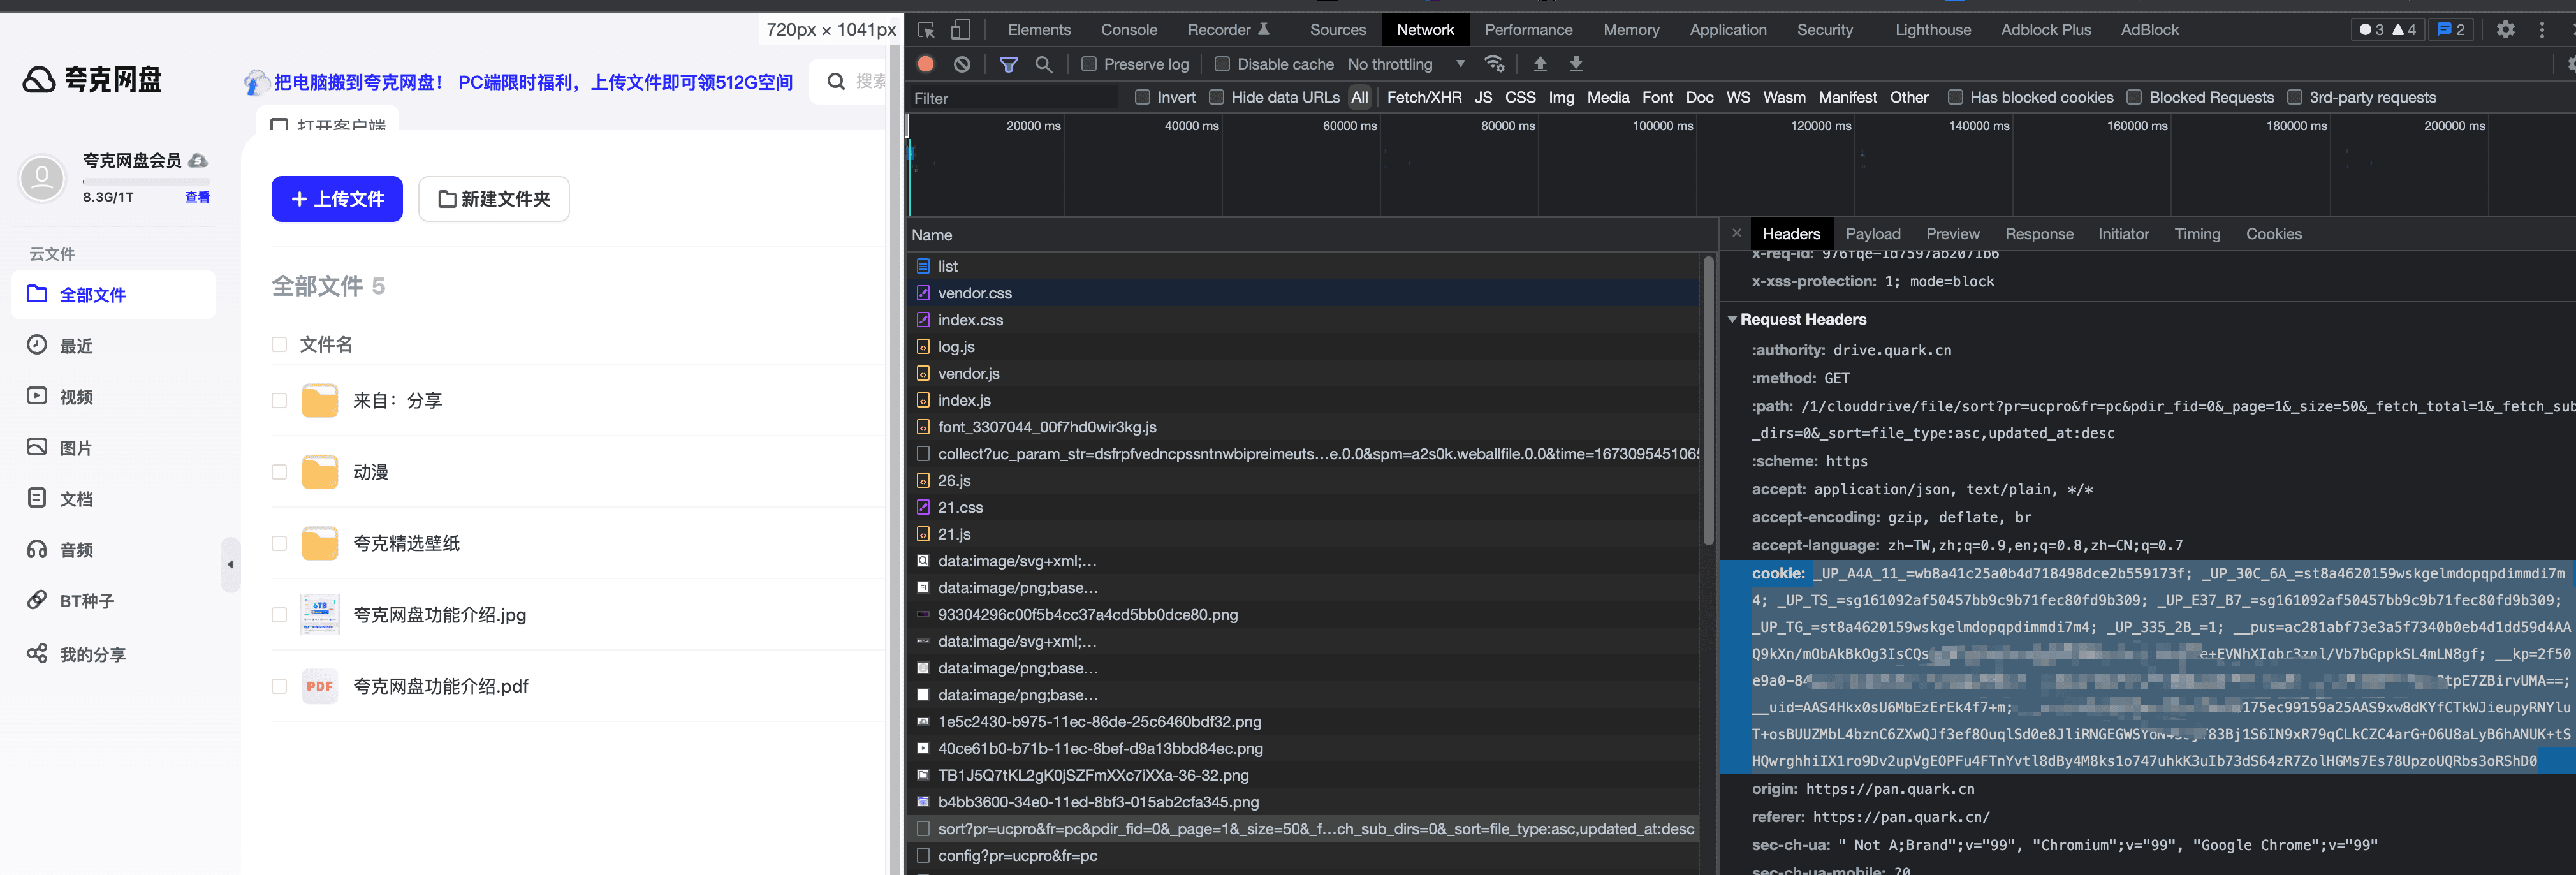 720px × 1041px
夸克网盘
把电脑搬到夸克网盘！ PC端限时福利，上传文件即可领512G空间
搜索
打开客户端
夸克网盘会员
8.3G/1T 查看
上传文件
新建文件夹
云文件
全部文件
最近
视频
图片
文档
音频
BT种子
我的分享
全部文件 5
文件名
来自：分享
动漫
夸克精选壁纸
夸克网盘功能介绍.jpg
PDF 夸克网盘功能介绍.pdf
Elements Console Recorder Sources Network Performance Memory Application Security Lighthouse Adblock Plus AdBlock 3 4 2
Preserve log Disable cache No throttling
Filter Invert Hide data URLs All Fetch/XHR JS CSS Img Media Font Doc WS Wasm Manifest Other Has blocked cookies Blocked Requests 3rd-party requests
20000 ms 40000 ms 60000 ms 80000 ms 100000 ms 120000 ms 140000 ms 160000 ms 180000 ms 200000 ms
Name
list
vendor.css
index.css
log.js
vendor.js
index.js
font_3307044_00f7hd0wir3kg.js
collect?uc_param_str=dsfrpfvedncpssntnwbipreimeuts…e.0.0&spm=a2s0k.weballfile.0.0&time=1673095451065
26.js
21.css
21.js
data:image/svg+xml;…
data:image/png;base…
93304296c00f5b4cc37a4cd5bb0dce80.png
data:image/svg+xml;…
data:image/png;base…
data:image/png;base…
1e5c2430-b975-11ec-86de-25c6460bdf32.png
40ce61b0-b71b-11ec-8bef-d9a13bbd84ec.png
TB1J5Q7tKL2gK0jSZFmXXc7iXXa-36-32.png
b4bb3600-34e0-11ed-8bf3-015ab2cfa345.png
sort?pr=ucpro&fr=pc&pdir_fid=0&_page=1&_size=50&_f…ch_sub_dirs=0&_sort=file_type:asc,updated_at:desc
config?pr=ucpro&fr=pc
Headers Payload Preview Response Initiator Timing Cookies
x-req-id: 976fqe-1d7597ab2071b6
x-xss-protection: 1; mode=block
Request Headers
:authority: drive.quark.cn
:method: GET
:path: /1/clouddrive/file/sort?pr=ucpro&fr=pc&pdir_fid=0&_page=1&_size=50&_fetch_total=1&_fetch_sub
_dirs=0&_sort=file_type:asc,updated_at:desc
:scheme: https
accept: application/json, text/plain, */*
accept-encoding: gzip, deflate, br
accept-language: zh-TW,zh;q=0.9,en;q=0.8,zh-CN;q=0.7
cookie: _UP_A4A_11_=wb8a41c25a0b4d718498dce2b559173f; _UP_30C_6A_=st8a4620159wskgelmdopqpdimmdi7m
4; _UP_TS_=sg161092af50457bb9c9b71fec80fd9b309; _UP_E37_B7_=sg161092af50457bb9c9b71fec80fd9b309;
_UP_TG_=st8a4620159wskgelmdopqpdimmdi7m4; _UP_335_2B_=1; __pus=ac281abf73e3a5f7340b0eb4d1dd59d4AA
Q9kXn/mObAkBkOg3IsCQs e+EVNhXIgbr3znl/Vb7bGppkSL4mLN8gf; __kp=2f50
e9a0-84 tpE7ZBirvUMA==;
__uid=AAS4Hkx0sU6MbEzErEk4f7+m; 175ec99159a25AAS9xw8dKYfCTkWJieupyRNYlu
T+osBUUZMbL4bznC6ZXwQJf3ef8OuqlSd0e8JliRNGEGWSY 83Bj1S6IN9xR79qCLkCZC4arG+O6U8aLyB6hANUK+tS
HQwrghhiIX1ro9Dv2upVgEOPFu4FTnYvtl8dBy4M8ks1o747uhkK3uIb73dS64zR7ZolHGMs7Es78UpzoUQRbs3oRShD0
origin: https://pan.quark.cn
referer: https://pan.quark.cn/
sec-ch-ua: " Not A;Brand";v="99", "Chromium";v="99", "Google Chrome";v="99"
sec-ch-ua-mobile: ?0